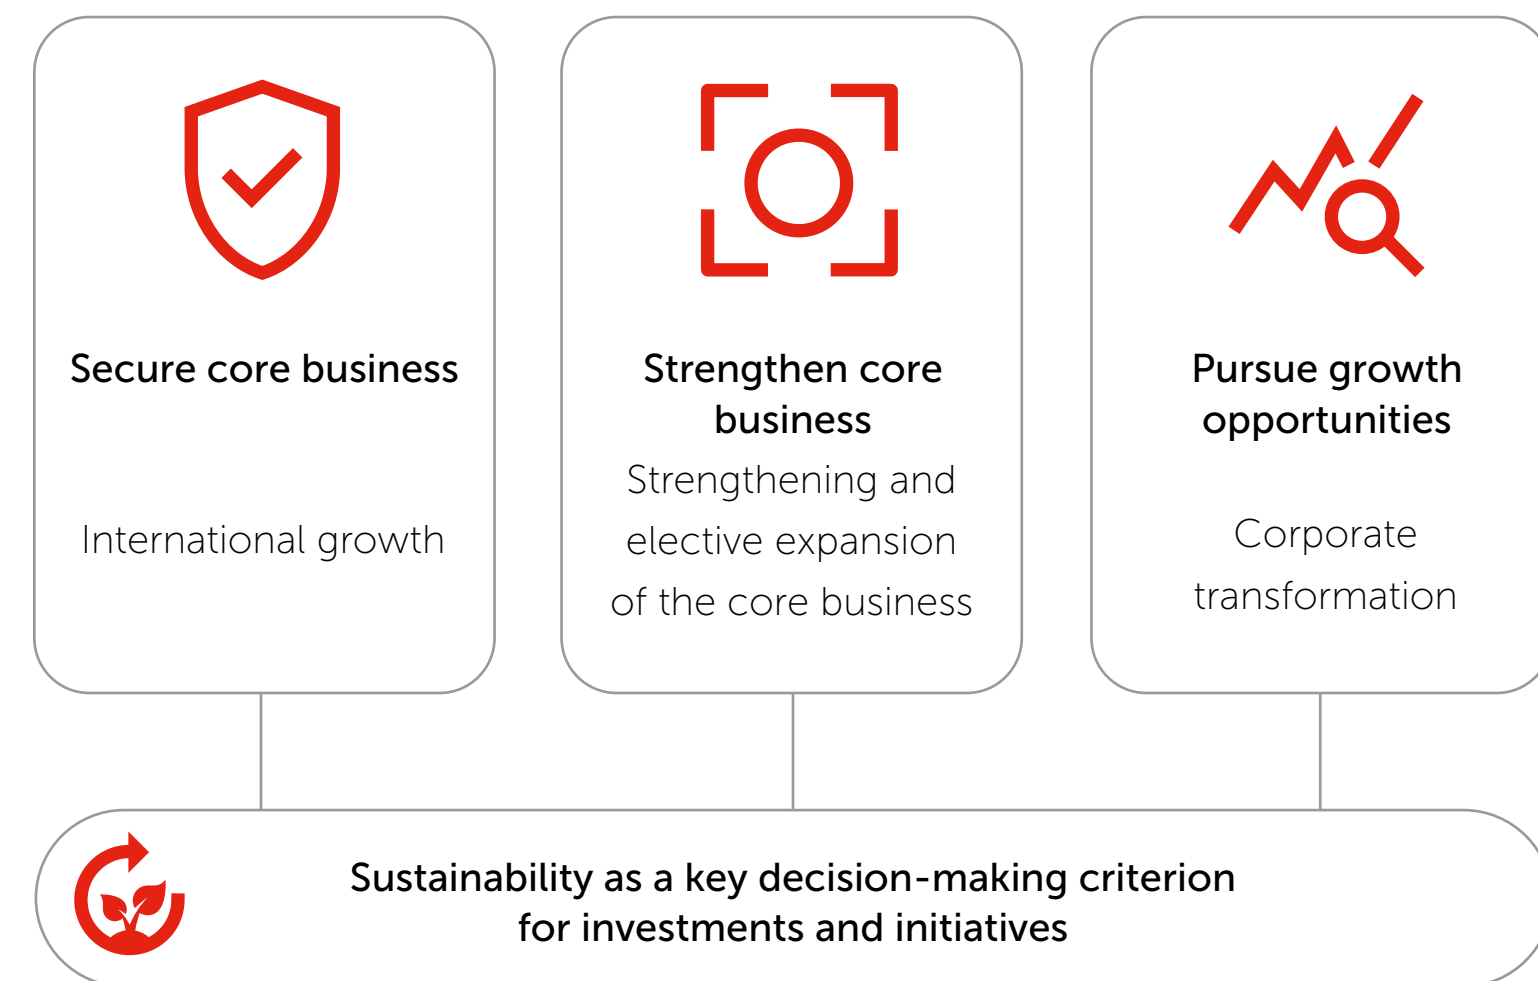 Secure core business
International growth
Strengthen core
business
Strengthening and
elective expansion
of the core business
Pursue growth
opportunities
Corporate
transformation
Sustainability as a key decision-making criterion
for investments and initiatives